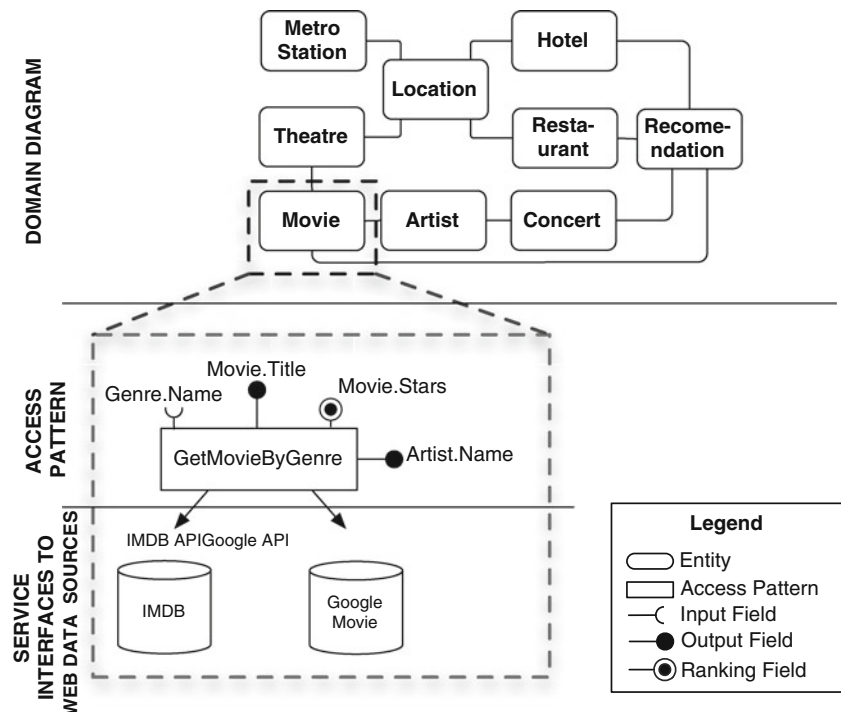 DOMAIN DIAGRAM
Metro
Station
Hotel
Location
Theatre
Resta-
urant
Recome-
ndation
Movie
Artist
Concert
ACCESS
PATTERN
Movie.Title
Genre.Name
Movie.Stars
GetMovieByGenre
Artist.Name
SERVICE
INTERFACES TO
WEB DATA SOURCES
IMDB APIGoogle API
IMDB
Google
Movie
Legend
Entity
Access Pattern
Input Field
Output Field
Ranking Field